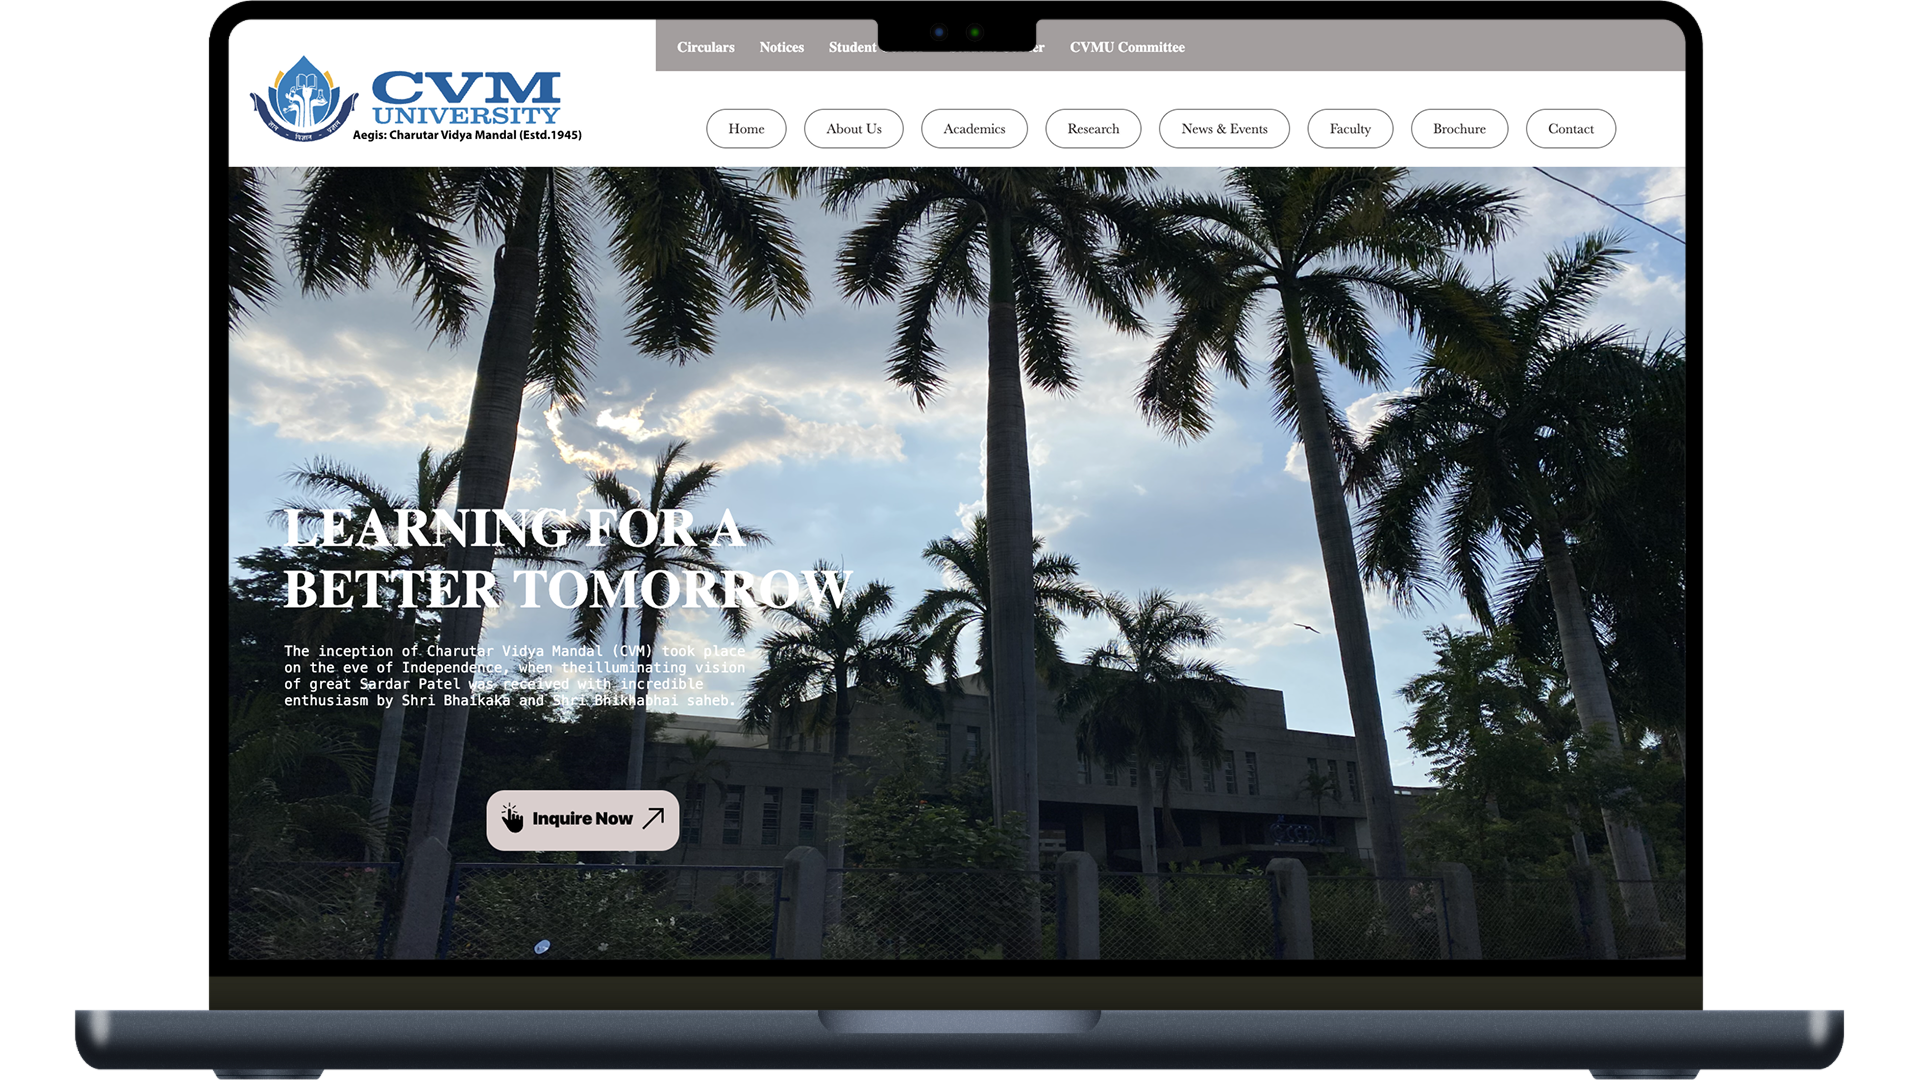 Circulars Notices Student CVMU Committee
CVM
UNIVERSITY
Aegis: Charutar Vidya Mandal (Estd.1945)
Home About Us Academics Research News & Events Faculty Brochure Contact
LEARNING FOR A
BETTER TOMORROW
The inception of Charutar Vidya Mandal (CVM) took place
on the eve of Independence, when theilluminating vision
of great Sardar Patel was received with incredible
enthusiasm by Shri Bhaikaka and Shri Bhikhabhai saheb.
Inquire Now